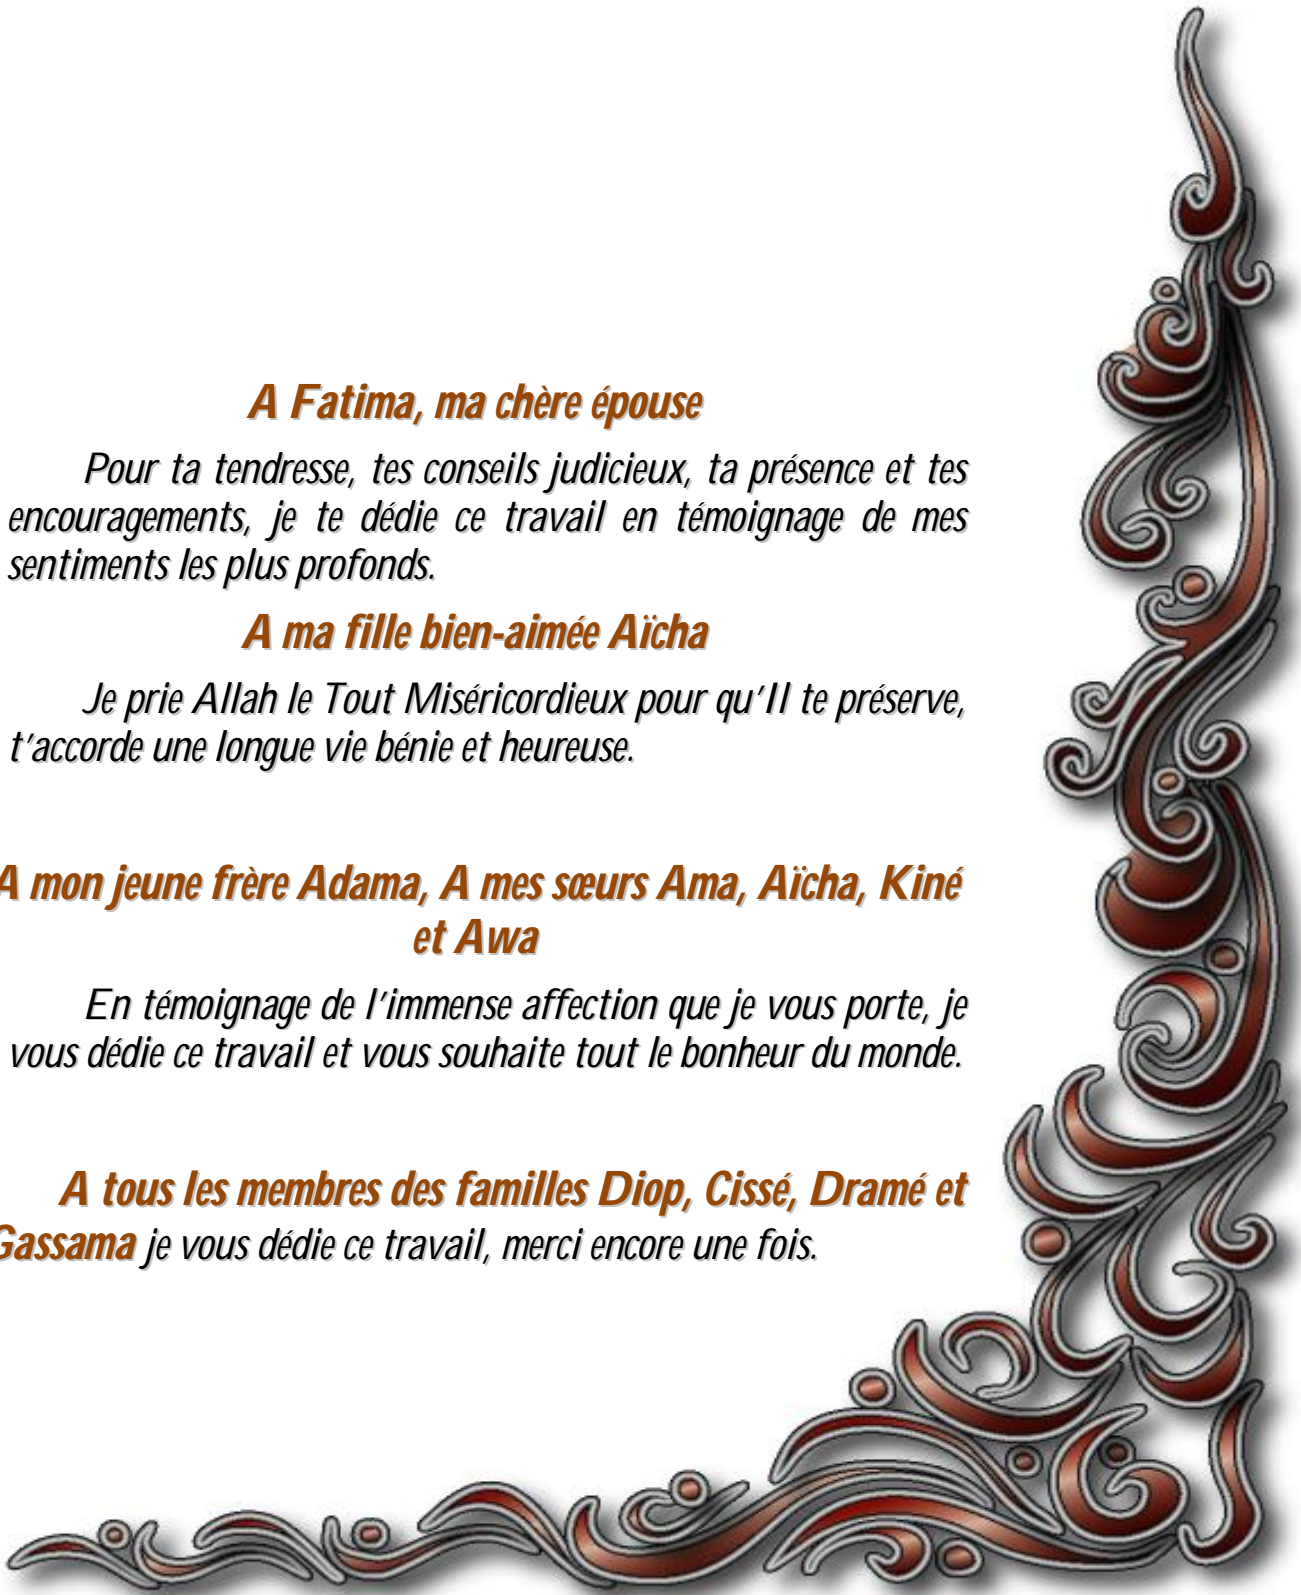 A Fatima, ma chère épouse
Pour ta tendresse, tes conseils judicieux, ta présence et tes
encouragements, je te dédie ce travail en témoignage de mes
sentiments les plus profonds.
A ma fille bien-aimée Aïcha
Je prie Allah le Tout Miséricordieux pour qu’Il te préserve,
t’accorde une longue vie bénie et heureuse.
A mon jeune frère Adama, A mes sœurs Ama, Aïcha, Kiné
et Awa
En témoignage de l’immense affection que je vous porte, je
vous dédie ce travail et vous souhaite tout le bonheur du monde.
A tous les membres des familles Diop, Cissé, Dramé et
Gassama je vous dédie ce travail, merci encore une fois.